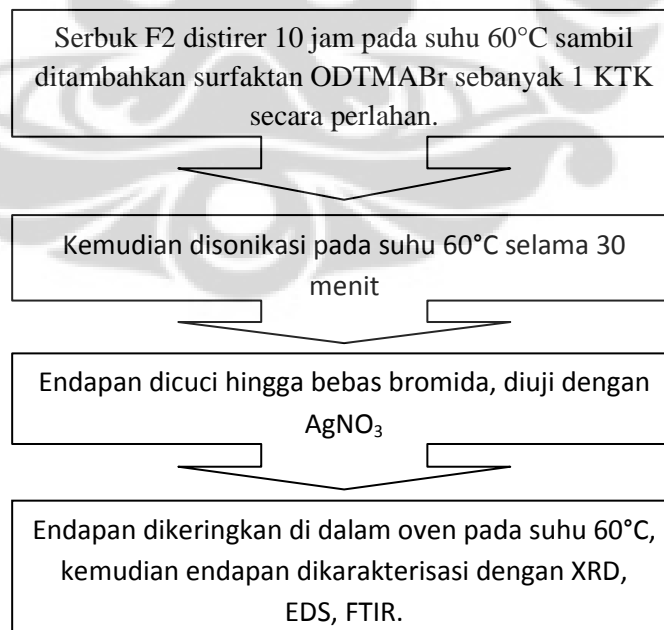 Serbuk F2 distirer 10 jam pada suhu 60°C sambil
ditambahkan surfaktan ODTMABr sebanyak 1 KTK
secara perlahan.
Kemudian disonikasi pada suhu 60°C selama 30
menit
Endapan dicuci hingga bebas bromida, diuji dengan
AgNO₃
Endapan dikeringkan di dalam oven pada suhu 60°C,
kemudian endapan dikarakterisasi dengan XRD,
EDS, FTIR.